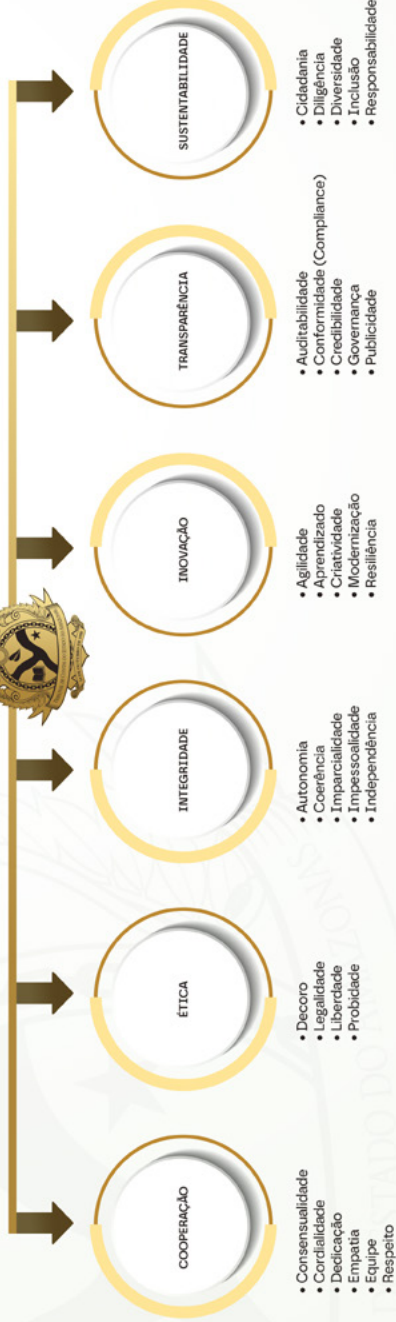 COOPERAÇÃO
• Consensualidade
• Cordialidade
• Dedicação
• Empatia
• Equipe
• Respeito
ÉTICA
• Decoro
• Legalidade
• Liberdade
• Probidade
INTEGRIDADE
• Autonomia
• Coerência
• Imparcialidade
• Impessoalidade
• Independência
INOVAÇÃO
• Agilidade
• Aprendizado
• Criatividade
• Modernização
• Resiliência
TRANSPARÊNCIA
• Auditabilidade
• Conformidade (Compliance)
• Credibilidade
• Governança
• Publicidade
SUSTENTABILIDADE
• Cidadania
• Diligência
• Diversidade
• Inclusão
• Responsabilidade